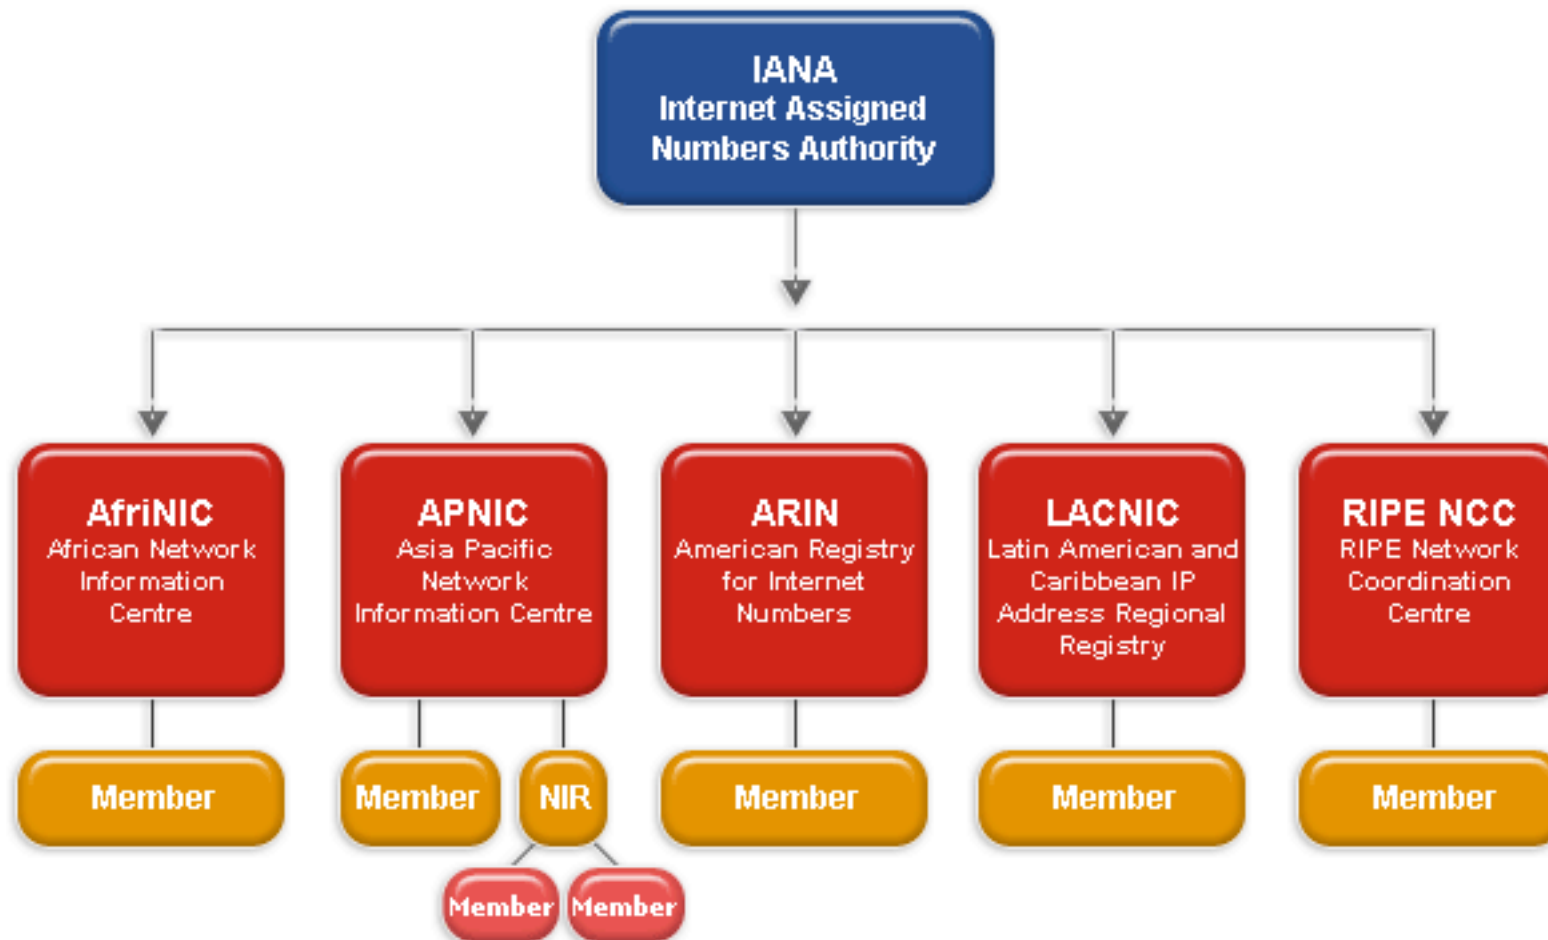 IANA
Internet Assigned
Numbers Authority
AfriNIC
African Network
Information
Centre
APNIC
Asia Pacific
Network
Information Centre
ARIN
American Registry
for Internet
Numbers
LACNIC
Latin American and
Caribbean IP
Address Regional
Registry
RIPE NCC
RIPE Network
Coordination
Centre
Member
Member
NIR
Member
Member
Member
Member
Member